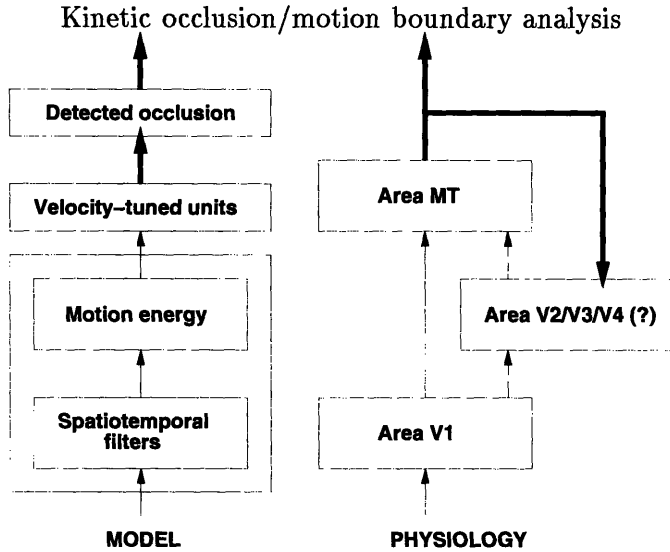 Kinetic occlusion/motion boundary analysis
Detected occlusion
Velocity-tuned units
Motion energy
Spatiotemporal
filters
MODEL
Area MT
Area V2/V3/V4 (?)
Area V1
PHYSIOLOGY